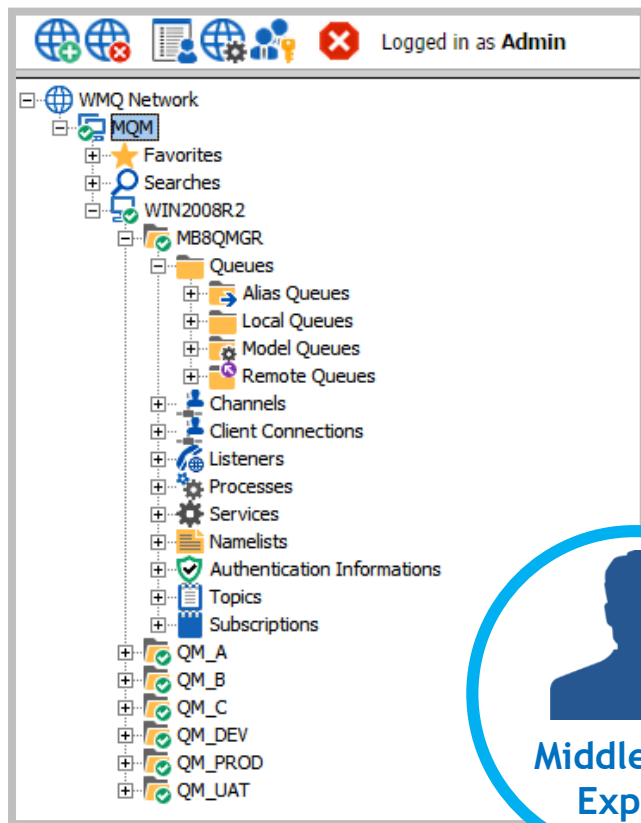 Logged in as Admin
WMQ Network
MQM
Favorites
Searches
WIN2008R2
MB8QMGR
Queues
Alias Queues
Local Queues
Model Queues
Remote Queues
Channels
Client Connections
Listeners
Processes
Services
Namelists
Authentication Informations
Topics
Subscriptions
QM_A
QM_B
QM_C
QM_DEV
QM_PROD
QM_UAT